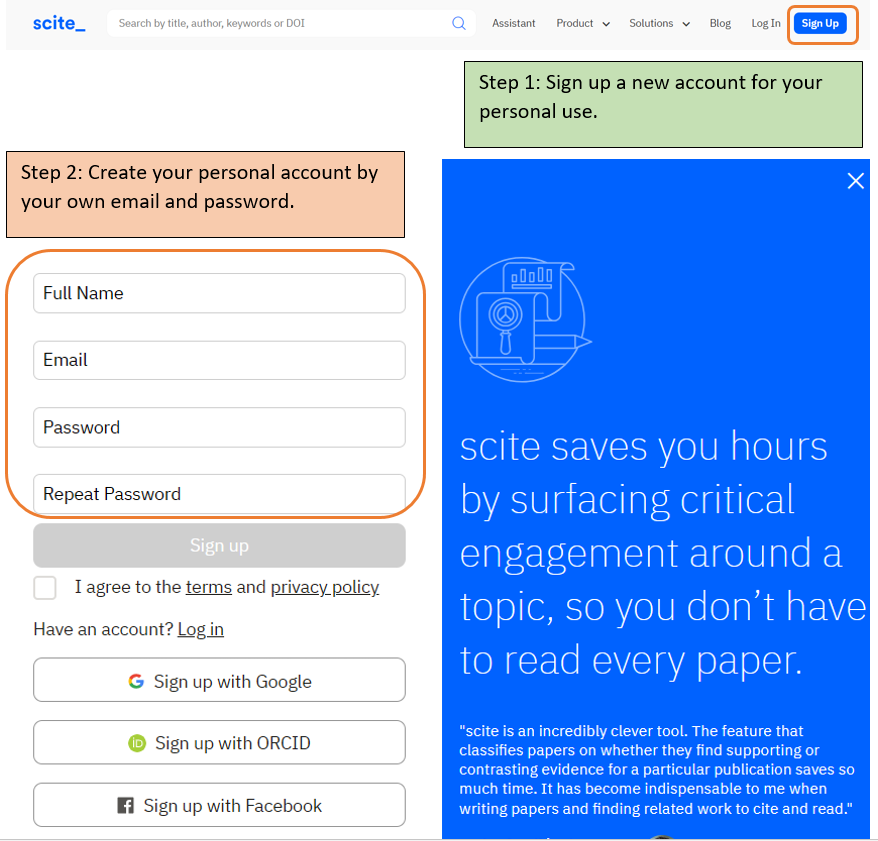 scite_
Search by title, author, keywords or DOI
Assistant
Product
Solutions
Blog
Log In
Sign Up
Step 1: Sign up a new account for your
personal use.
Step 2: Create your personal account by
your own email and password.
Full Name
Email
Password
Repeat Password
Sign up
I agree to the terms and privacy policy
Have an account? Log in
Sign up with Google
iD
Sign up with ORCID
Sign up with Facebook
scite saves you hours
by surfacing critical
engagement around a
topic, so you don’t have
to read every paper.
"scite is an incredibly clever tool. The feature that
classifies papers on whether they find supporting or
contrasting evidence for a particular publication saves so
much time. It has become indispensable to me when
writing papers and finding related work to cite and read."